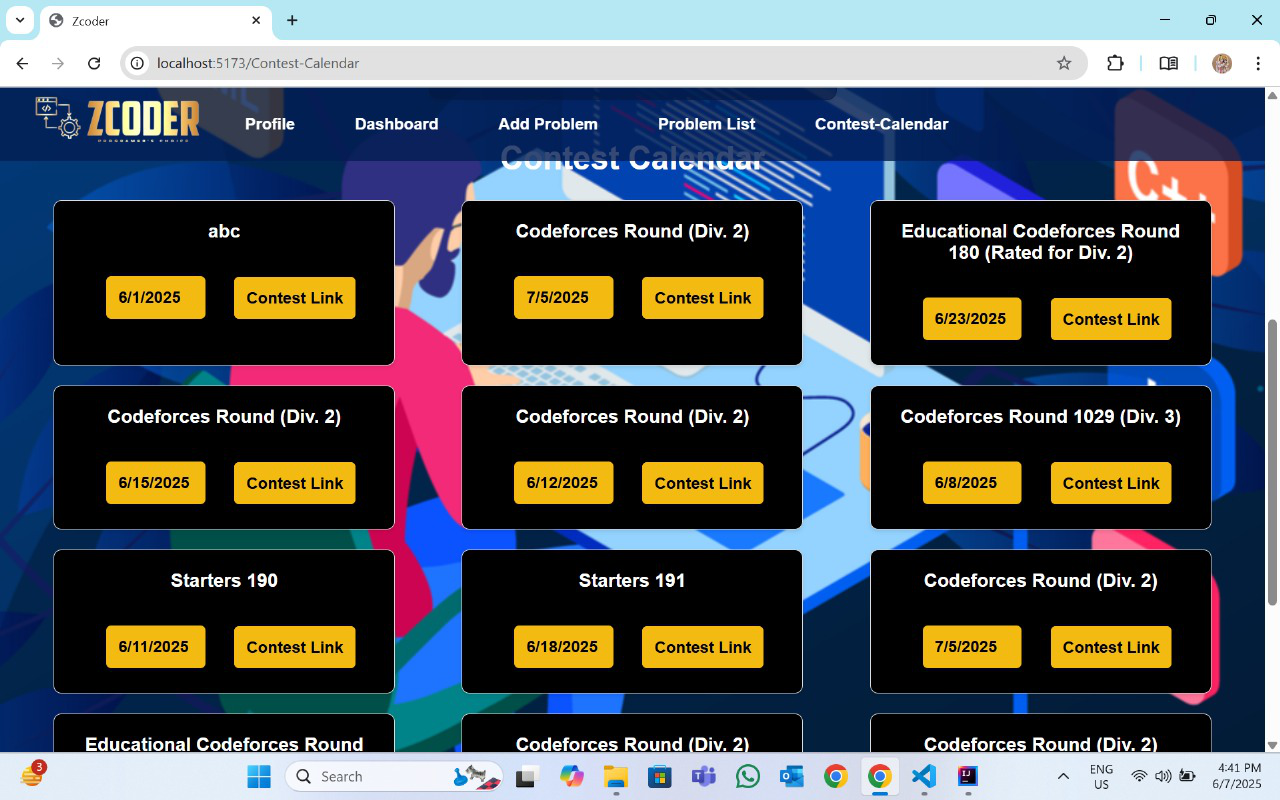 Zcoder
localhost:5173/Contest-Calendar
ZCODER
Profile
Dashboard
Add Problem
Problem List
Contest-Calendar
Contest Calendar
C++
abc
6/1/2025
Contest Link
Codeforces Round (Div. 2)
7/5/2025
Contest Link
Educational Codeforces Round
180 (Rated for Div. 2)
6/23/2025
Contest Link
Codeforces Round (Div. 2)
6/15/2025
Contest Link
Codeforces Round (Div. 2)
6/12/2025
Contest Link
Codeforces Round 1029 (Div. 3)
6/8/2025
Contest Link
Starters 190
6/11/2025
Contest Link
Starters 191
6/18/2025
Contest Link
Codeforces Round (Div. 2)
7/5/2025
Contest Link
Educational Codeforces Round
Codeforces Round (Div. 2)
Codeforces Round (Div. 2)
3
Search
ENG
US
4:41 PM
6/7/2025